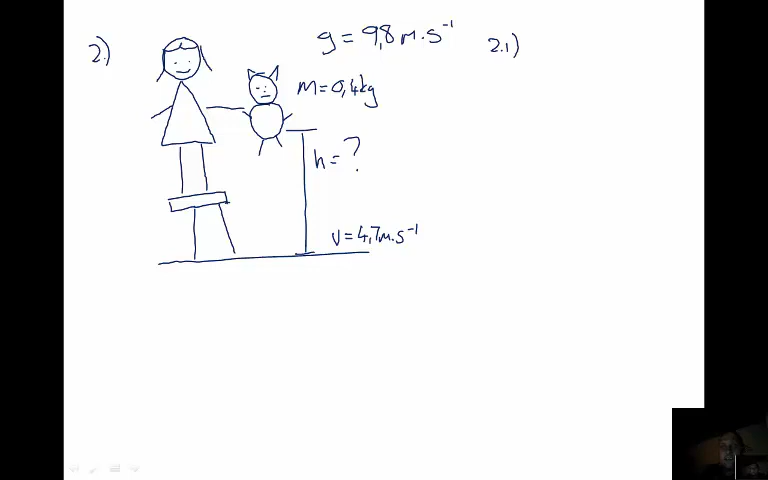 2.)
g = 9,8 m.s⁻¹
2.1)
m = 0,4kg
h = ?
v = 4,7m.s⁻¹